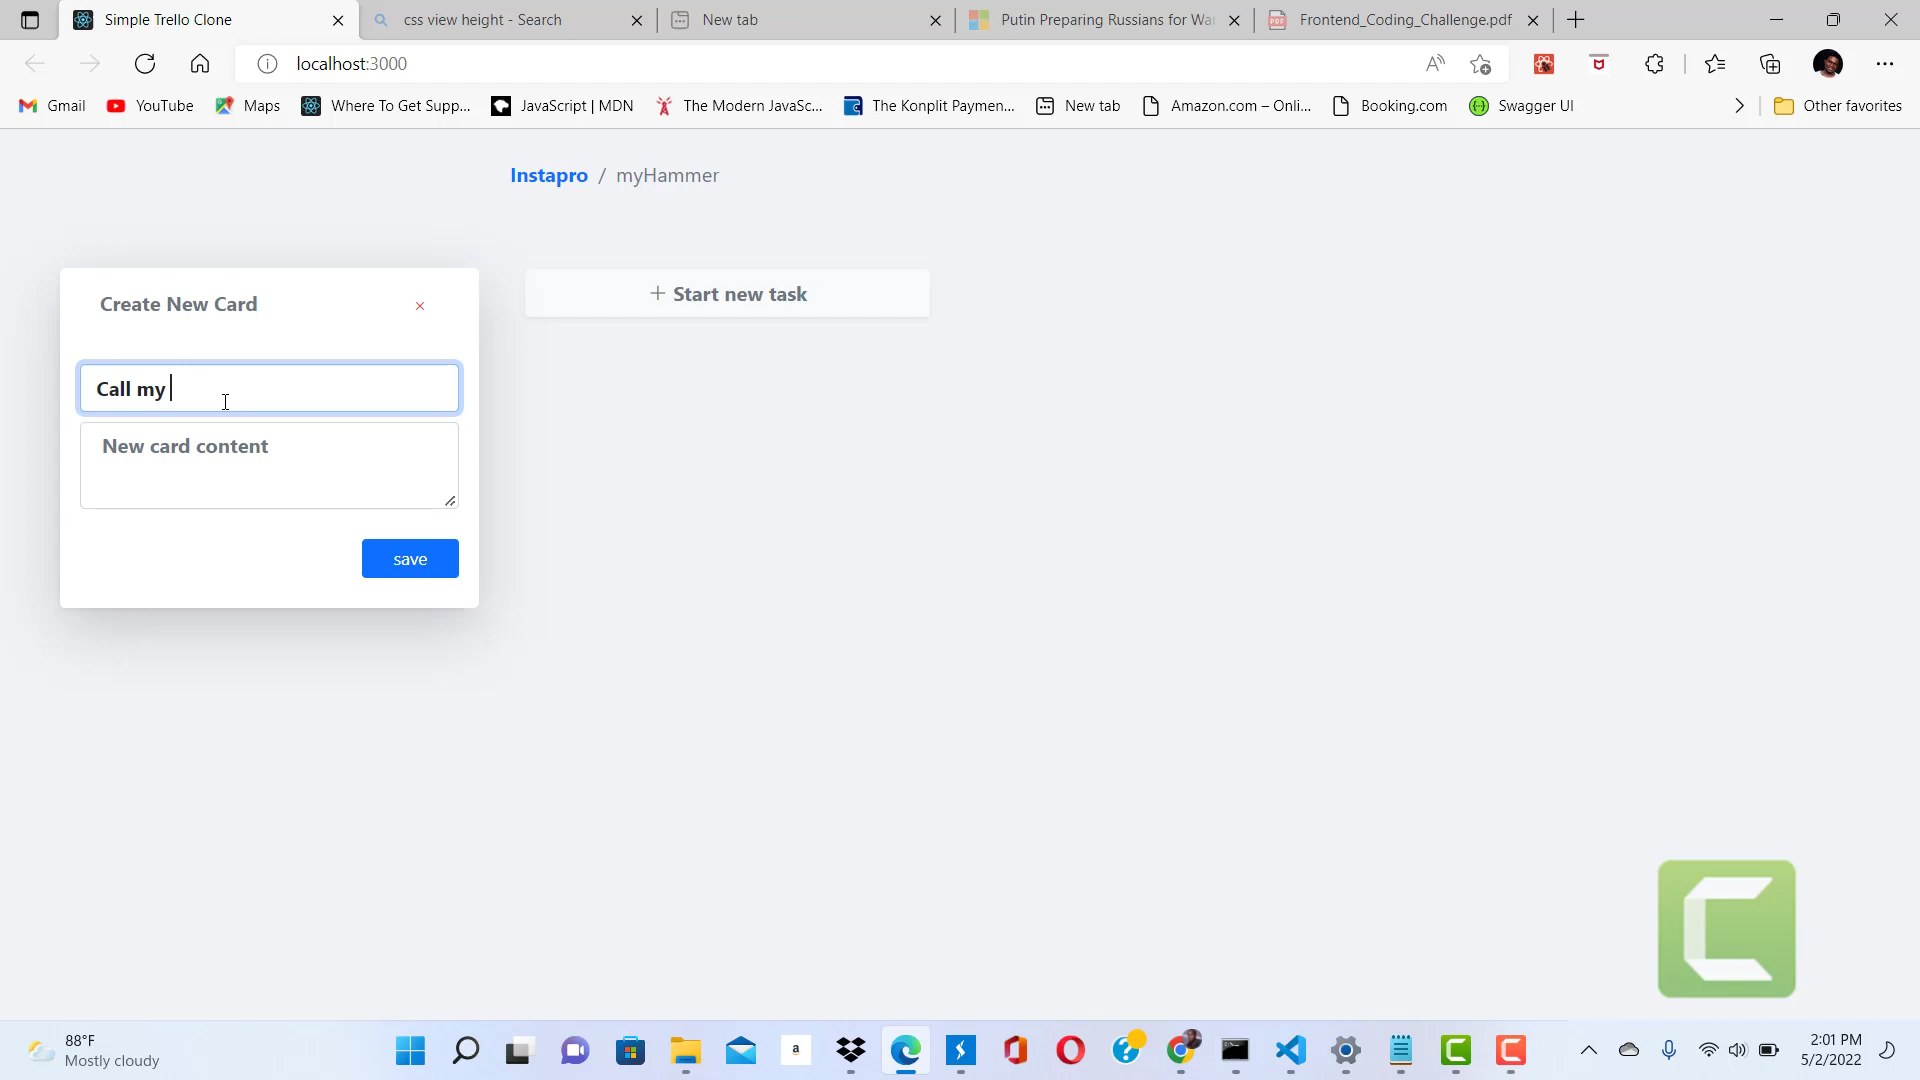 Simple Trello Clone
css view height - Search
New tab
Putin Preparing Russians for Wa
Frontend_Coding_Challenge.pdf
localhost:3000
Gmail
YouTube
Maps
Where To Get Supp...
JavaScript | MDN
The Modern JavaSc...
The Konplit Paymen...
New tab
Amazon.com – Onli...
Booking.com
Swagger UI
Other favorites
Instapro / myHammer
Create New Card
+ Start new task
Call my
New card content
save
88°F
Mostly cloudy
2:01 PM
5/2/2022